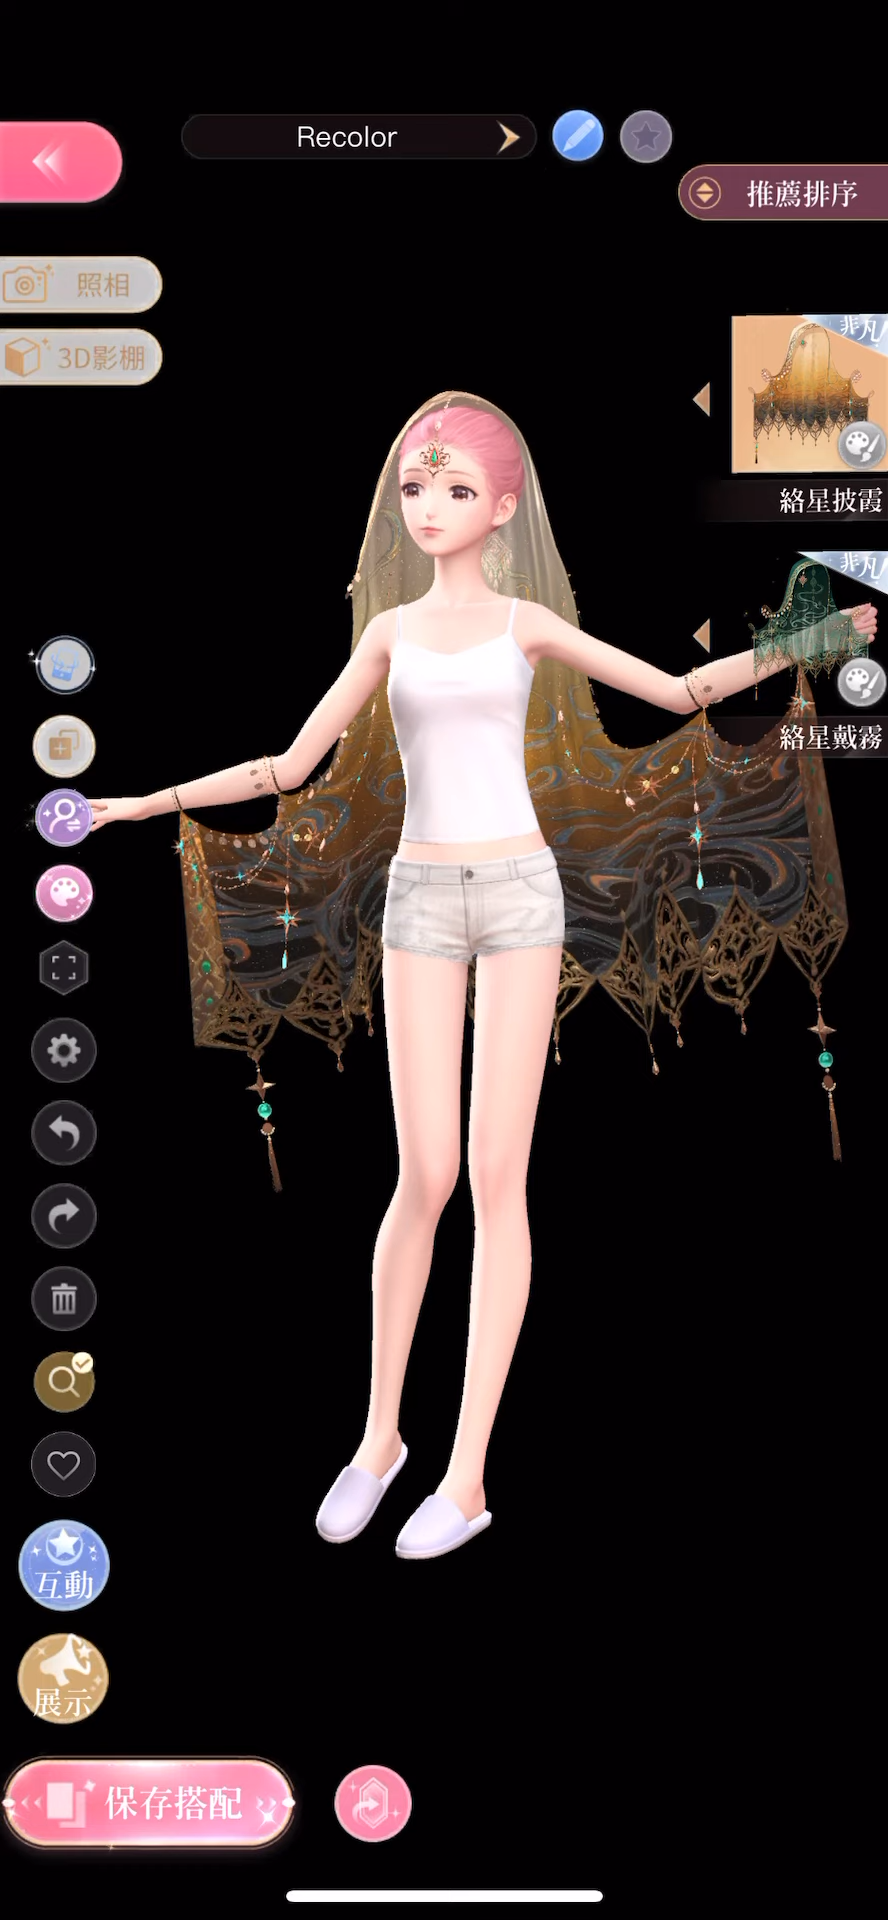 Recolor
推薦排序
照相
3D影棚
非凡
絡星披霞
非凡
絡星戴霧
互動
展示
保存搭配